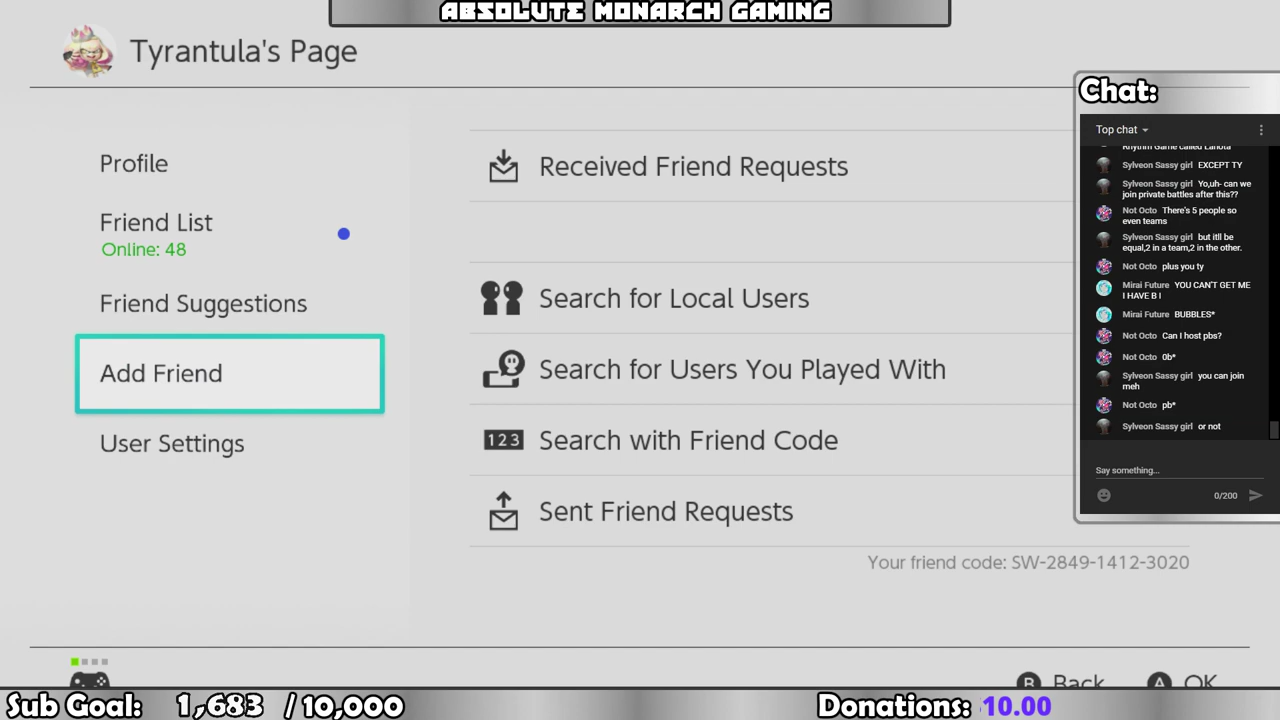 ABSOLUTE MONARCH GAMING
Tyrantula's Page
Profile
Friend List
Online: 48
Friend Suggestions
Add Friend
User Settings
Received Friend Requests
Search for Local Users
Search for Users You Played With
123 Search with Friend Code
Sent Friend Requests
Your friend code: SW-2849-1412-3020
B Back A OK
Chat:
Top chat
Rhythm Game called Lanota
Sylveon Sassy girl EXCEPT TY
Sylveon Sassy girl Yo,uh- can we
join private battles after this??
Not Octo There's 5 people so
even teams
Sylveon Sassy girl but itll be
equal,2 in a team,2 in the other.
Not Octo plus you ty
Mirai Future YOU CAN'T GET ME
I HAVE B I
Mirai Future BUBBLES*
Not Octo Can I host pbs?
Not Octo 0b*
Sylveon Sassy girl you can join
meh
Not Octo pb*
Sylveon Sassy girl or not
Say something...
0/200
Sub Goal: 1,683 / 10,000
Donations: 10.00